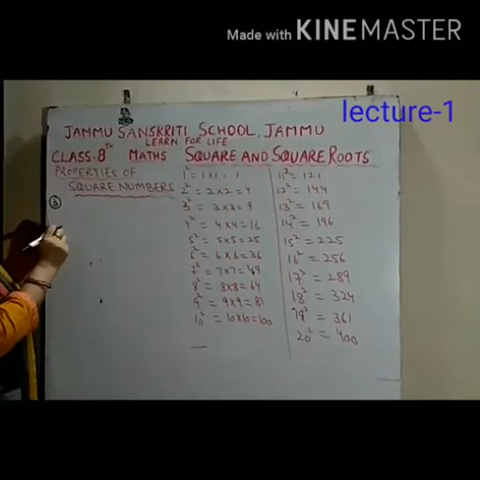 Made with KINEMASTER
lecture-1
JAMMU SANSKRITI SCHOOL, JAMMU
LEARN FOR LIFE
CLASS-8TH MATHS SQUARE AND SQUARE ROOTS
PROPERTIES OF
SQUARE NUMBERS
3
1² = 1×1 = 1
2² = 2×2 = 4
3² = 3×3 = 9
4² = 4×4 = 16
5² = 5×5 = 25
6² = 6×6 = 36
7² = 7×7 = 49
8² = 8×8 = 64
9² = 9×9 = 81
10² = 10×10 = 100
11² = 121
12² = 144
13² = 169
14² = 196
15² = 225
16² = 256
17² = 289
18² = 324
19² = 361
20² = 400